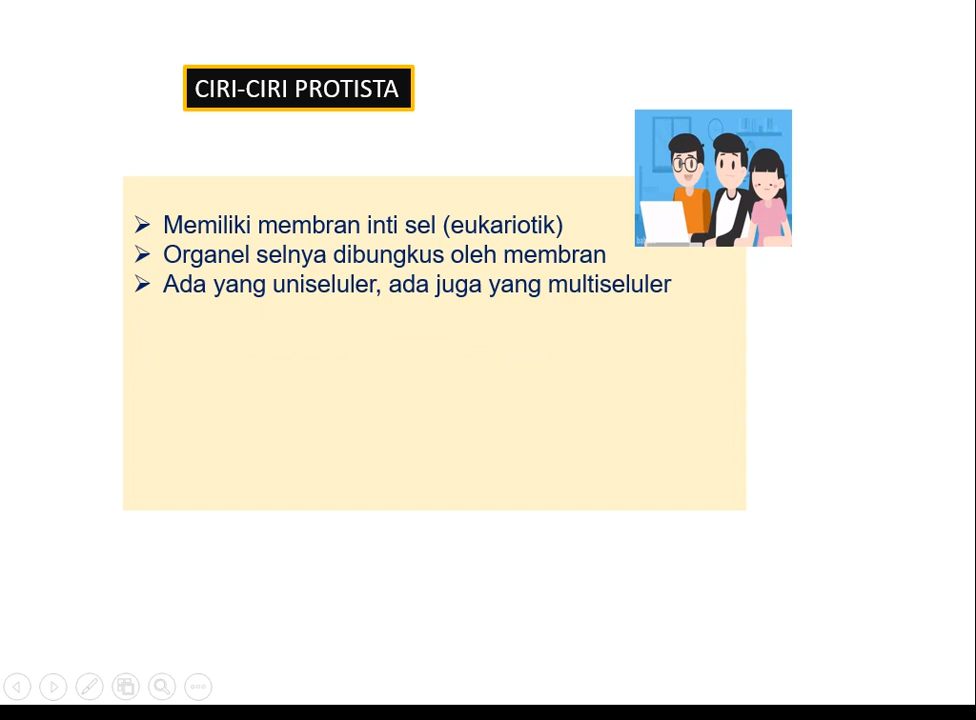 CIRI-CIRI PROTISTA
➢ Memiliki membran inti sel (eukariotik)
➢ Organel selnya dibungkus oleh membran
➢ Ada yang uniseluler, ada juga yang multiseluler